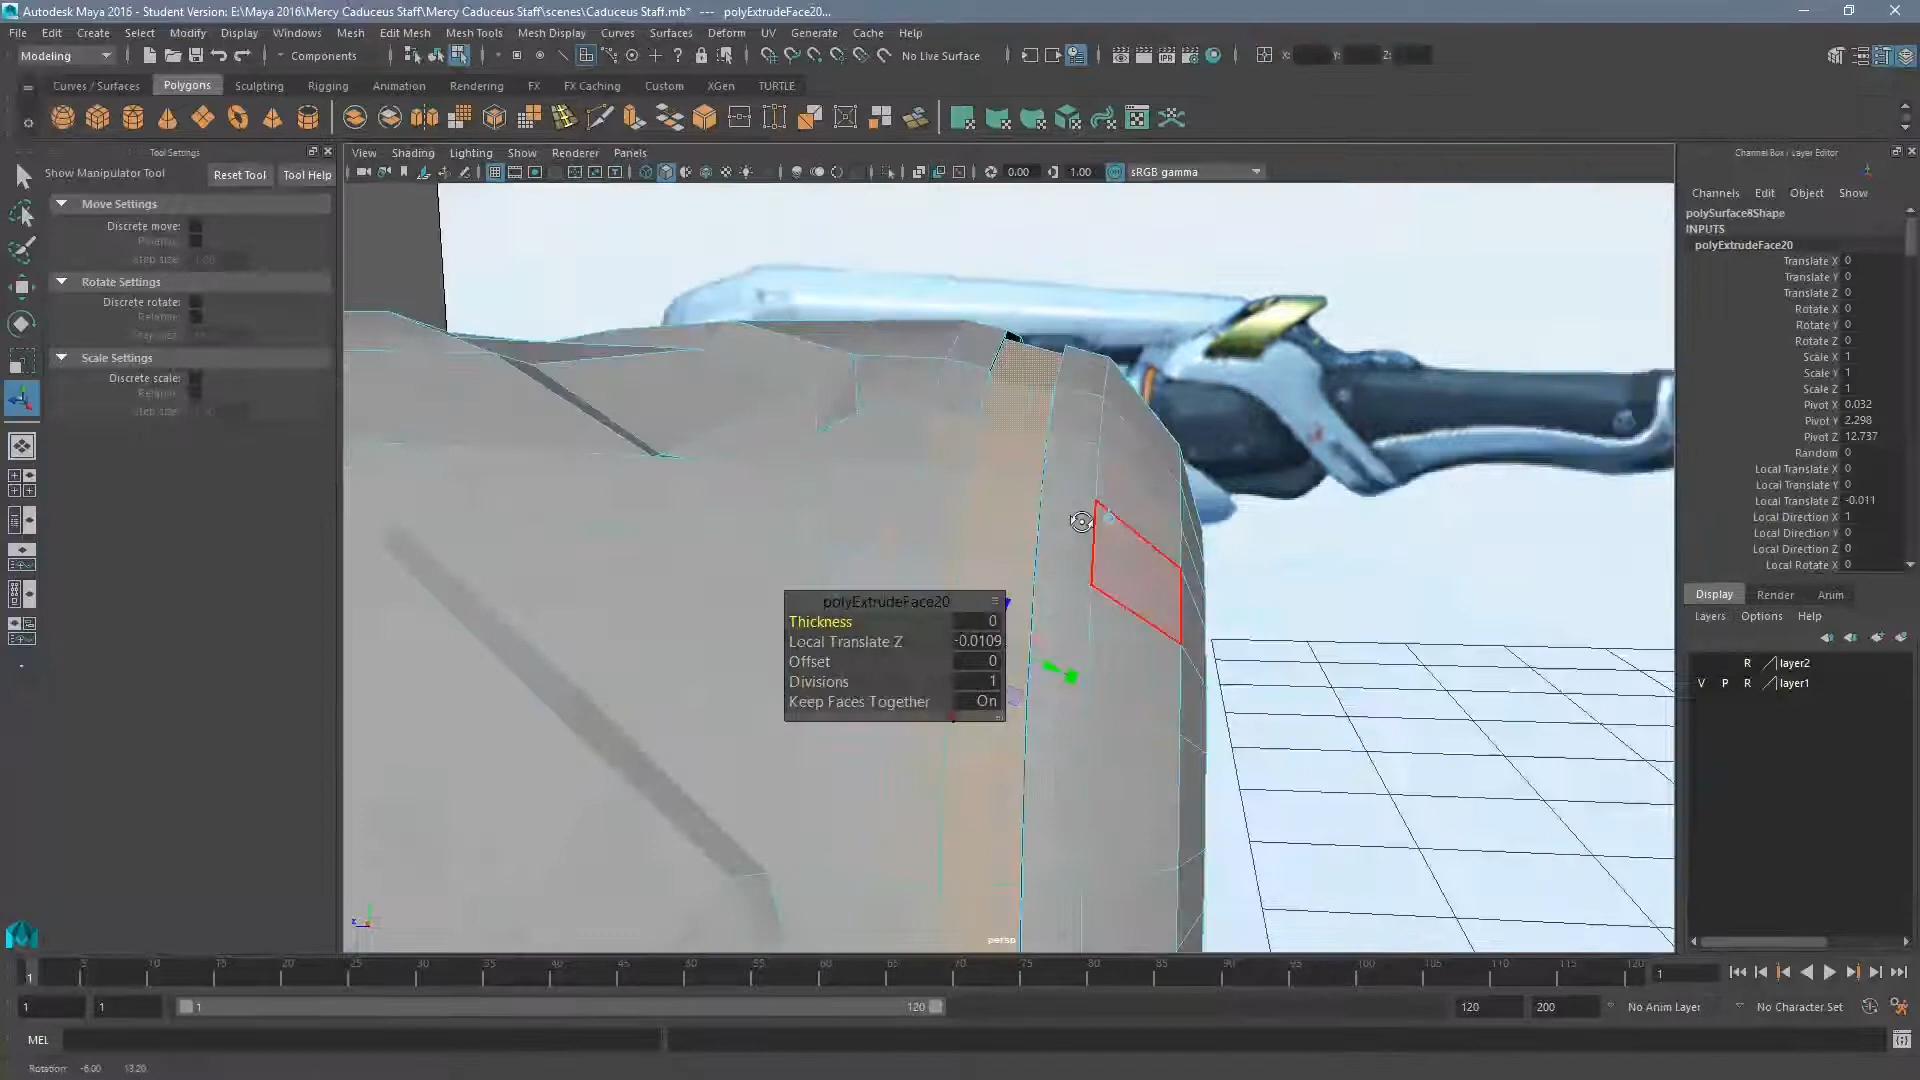 Autodesk Maya 2016 - Student Version: E:\Maya 2016\Mercy Caduceus Staff\Mercy Caduceus Staff\scenes\Caduceus Staff.mb* --- polyExtrudeFace20...
File Edit Create Select Modify Display Windows Mesh Edit Mesh Mesh Tools Mesh Display Curves Surfaces Deform UV Generate Cache Help
Modeling Components No Live Surface X: Y: Z:
Curves / Surfaces Polygons Sculpting Rigging Animation Rendering FX FX Caching Custom XGen TURTLE
Tool Settings
Show Manipulator Tool Reset Tool Tool Help
Move Settings
Discrete move:
Relative:
Step size: 1.00
Rotate Settings
Discrete rotate:
Relative:
Scale Settings
Discrete scale:
Relative:
Step size:
View Shading Lighting Show Renderer Panels
0.00 1.00 sRGB gamma
polyExtrudeFace20
Thickness 0
Local Translate Z -0.0109
Offset 0
Divisions 1
Keep Faces Together On
persp
Channel Box / Layer Editor
Channels Edit Object Show
polySurface8Shape
INPUTS
polyExtrudeFace20
Translate X 0
Translate Y 0
Translate Z 0
Rotate X 0
Rotate Y 0
Rotate Z 0
Scale X 1
Scale Y 1
Scale Z 1
Pivot X 0.032
Pivot Y 2.298
Pivot Z 12.737
Random 0
Local Translate X 0
Local Translate Y 0
Local Translate Z -0.011
Local Direction X 1
Local Direction Y 0
Local Direction Z 0
Local Rotate X 0
Display Render Anim
Layers Options Help
R layer2
V P R layer1
1 5 10 15 20 25 30 35 40 45 50 55 60 65 70 75 80 85 90 95 100 105 110 115 120 1
1 1 1 120 120 200 No Anim Layer No Character Set
MEL
Rotation: -6.00 13.20